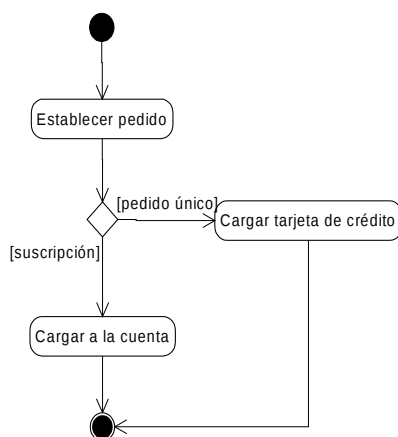 Establecer pedido
[pedido único]
Cargar tarjeta de crédito
[suscripción]
Cargar a la cuenta